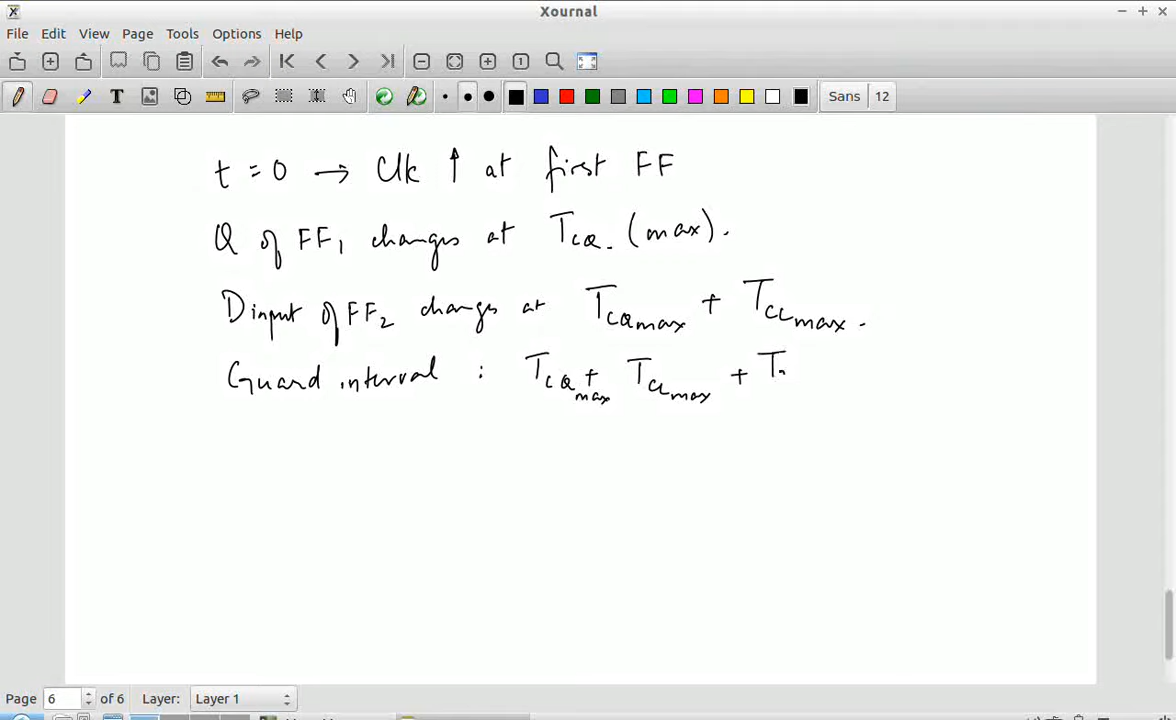 Xournal
File Edit View Page Tools Options Help
Sans 12
t = 0 → Clk ↑ at first FF
Q of FF1 changes at TCQ. (max).
D input of FF2 changes at TCQmax + TCLmax.
Guard interval : TCQmax + TCLmax + T
Page 6 of 6 Layer: Layer 1